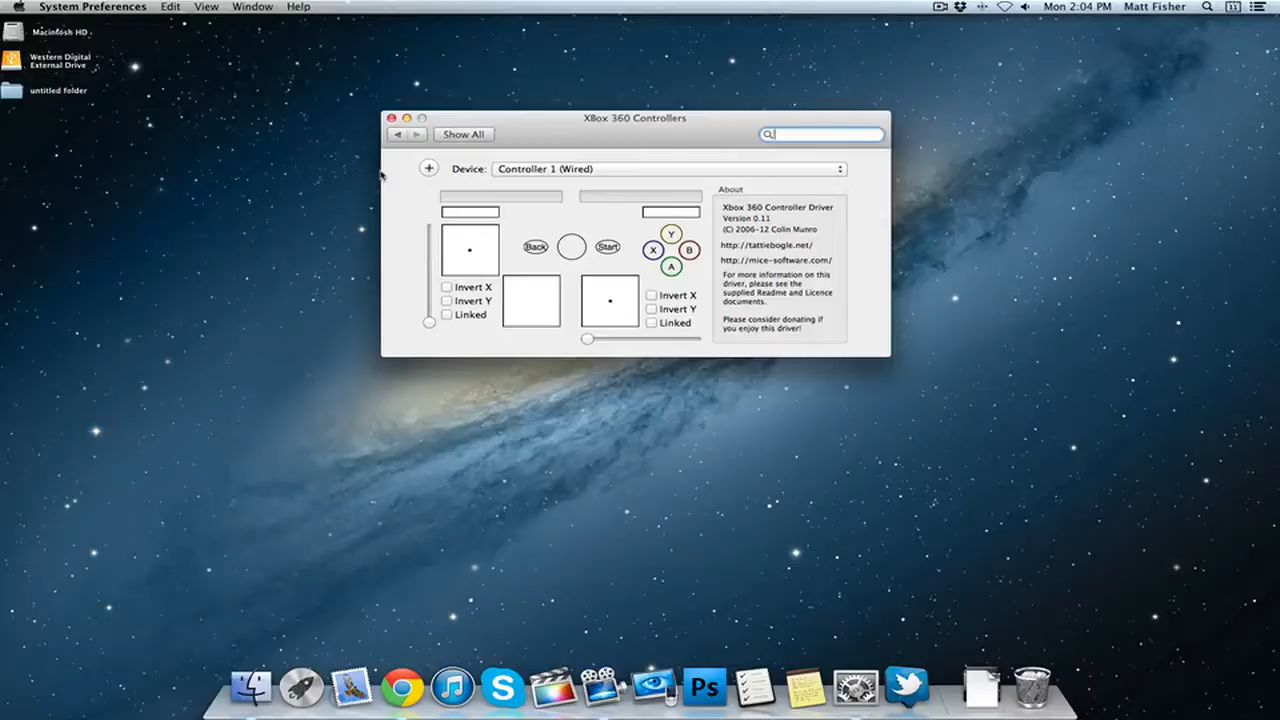 System Preferences Edit View Window Help
Mon 2:04 PM Matt Fisher
Macintosh HD
Western Digital
External Drive
untitled folder
XBox 360 Controllers
Show All
Device: Controller 1 (Wired)
Back
Start
Y
X
B
A
Invert X
Invert Y
Linked
Invert X
Invert Y
Linked
About
Xbox 360 Controller Driver
Version 0.11
(C) 2006-12 Colin Munro
http://tattiebogle.net/
http://mice-software.com/
For more information on this
driver, please see the
supplied Readme and Licence
documents.
Please consider donating if
you enjoy this driver!
S
Ps